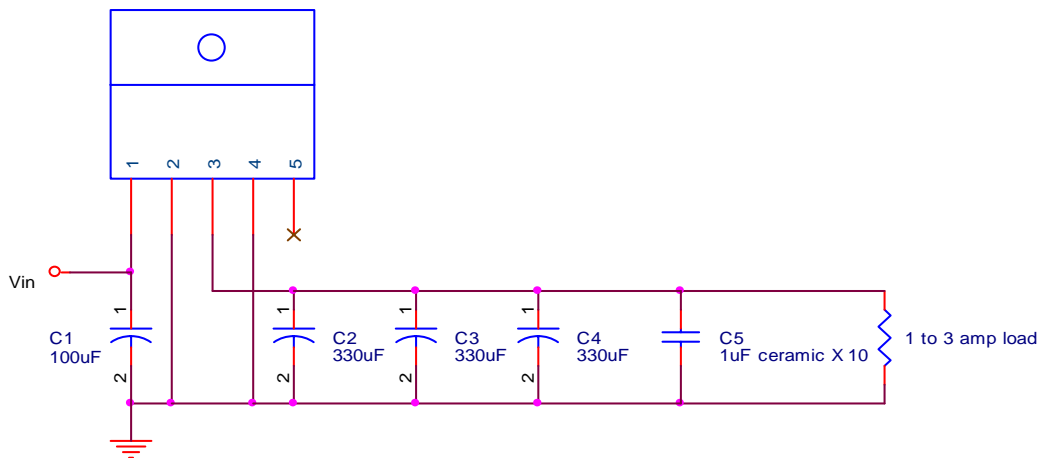 1 2 3 4 5
Vin
1 1 1 1
C1 C2 C3 C4 C5 1 to 3 amp load
100uF 330uF 330uF 330uF 1uF ceramic X 10
2 2 2 2